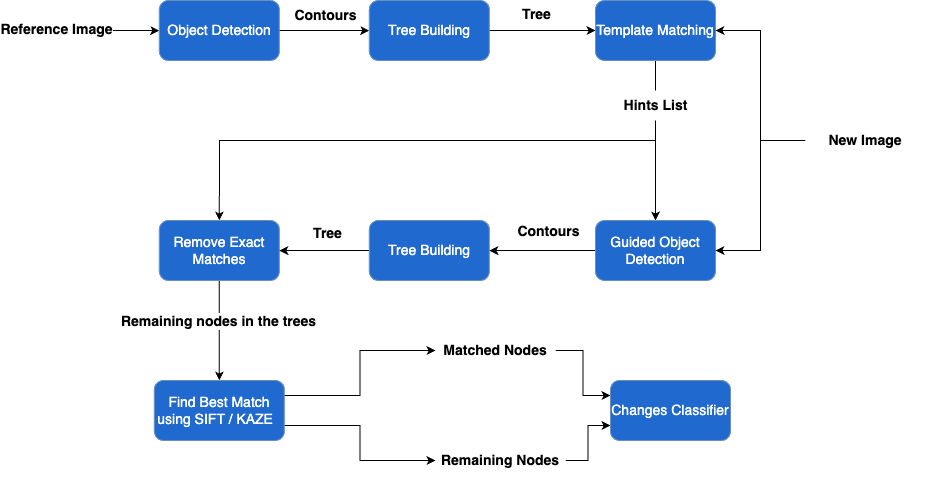 Reference Image
Object Detection
Contours
Tree Building
Tree
Template Matching
Hints List
New Image
Remove Exact
Matches
Tree
Tree Building
Contours
Guided Object
Detection
Remaining nodes in the trees
Find Best Match
using SIFT / KAZE
Matched Nodes
Changes Classifier
Remaining Nodes